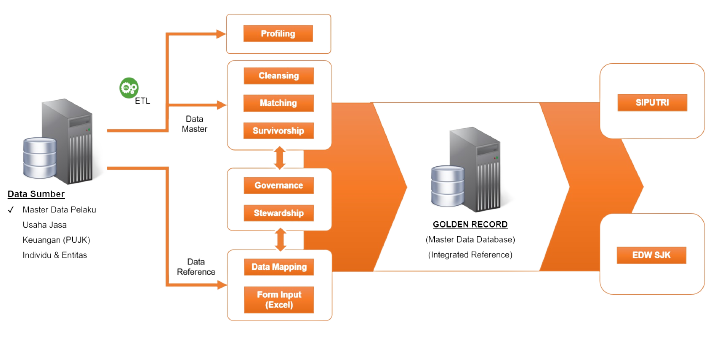 Profiling
ETL
Data
Master
Cleansing
Matching
Survivorship
Data Sumber
✓ Master Data Pelaku
Usaha Jasa
Keuangan (PUJK)
Individu & Entitas
Governance
Stewardship
Data
Reference
Data Mapping
Form Input
(Excel)
GOLDEN RECORD
(Master Data Database)
(Integrated Reference)
SIPUTRI
EDW SJK